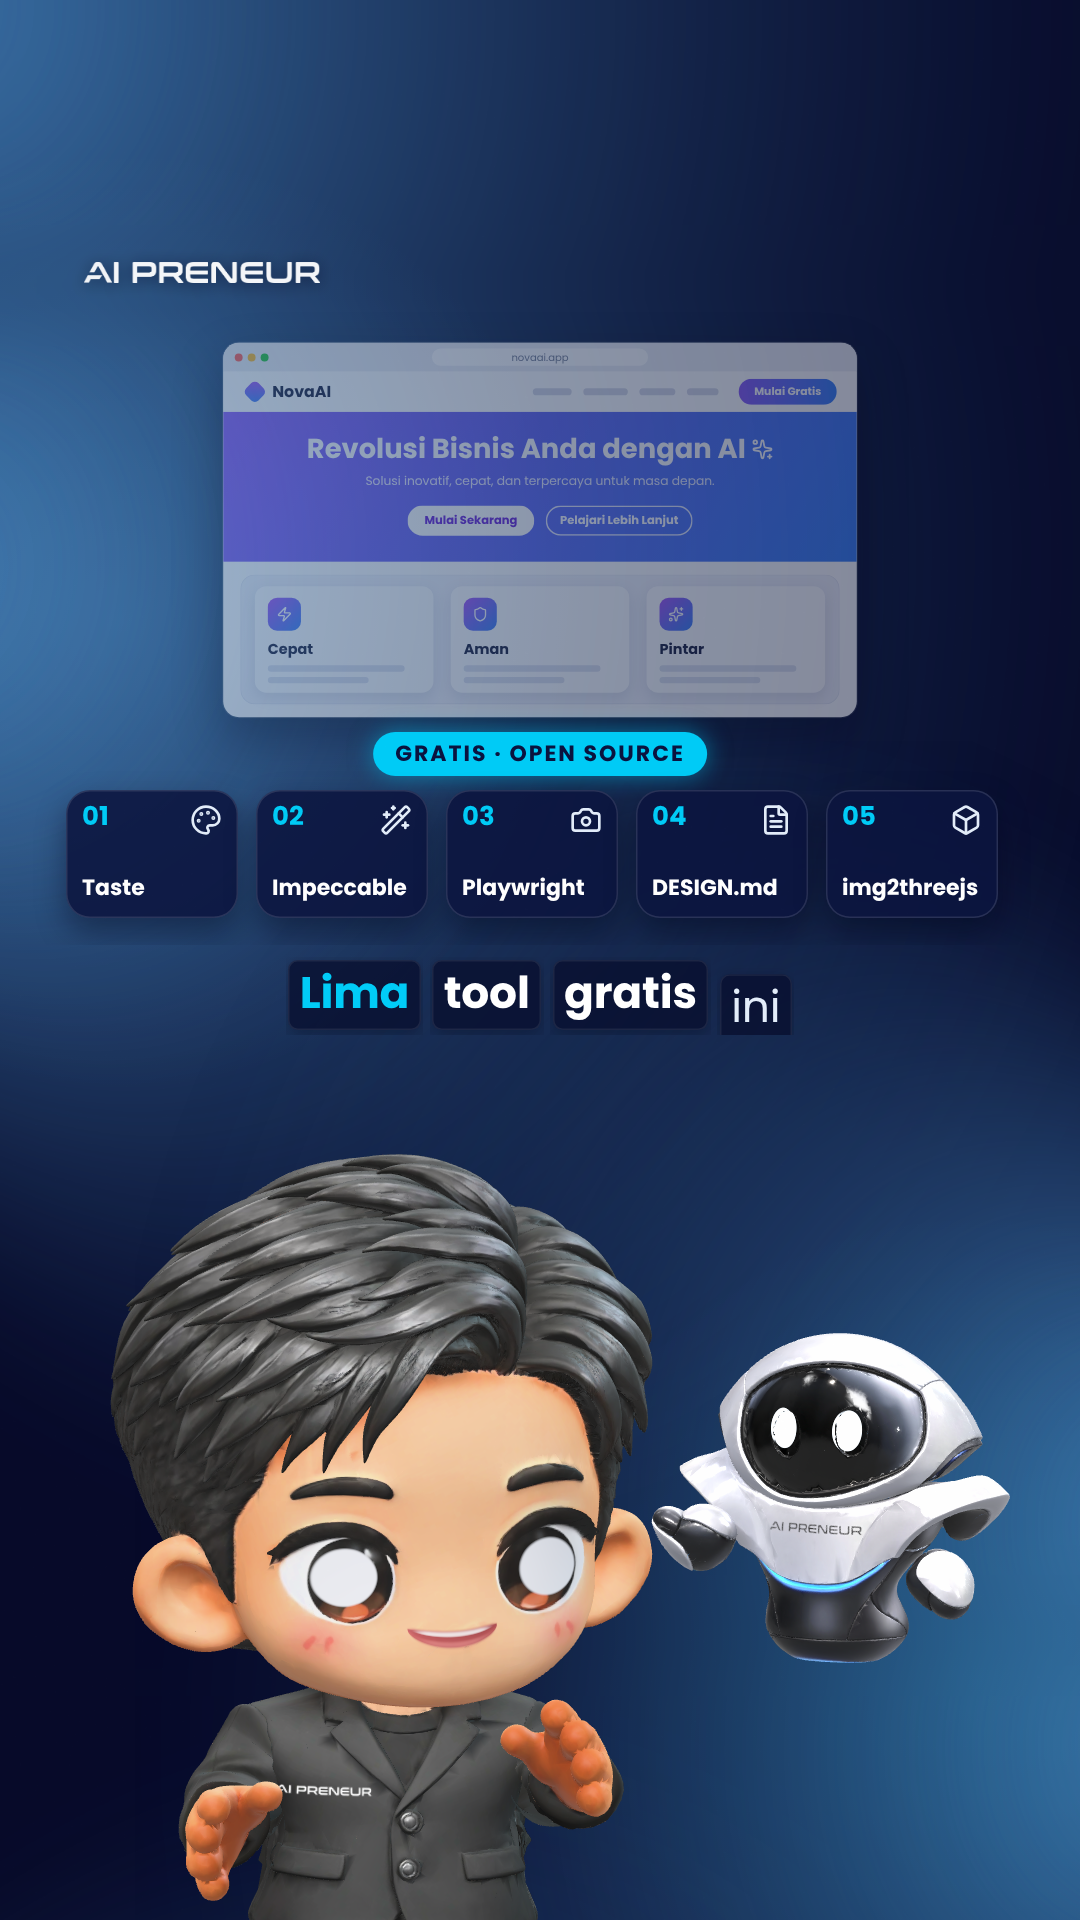 AI PRENEUR
novaai.app
NovaAI
Mulai Gratis
Revolusi Bisnis Anda dengan AI
Solusi inovatif, cepat, dan terpercaya untuk masa depan.
Mulai Sekarang
Pelajari Lebih Lanjut
Cepat
Aman
Pintar
GRATIS · OPEN SOURCE
01
Taste
02
Impeccable
03
Playwright
04
DESIGN.md
05
img2threejs
Lima tool gratis ini
AI PRENEUR
AI PRENEUR